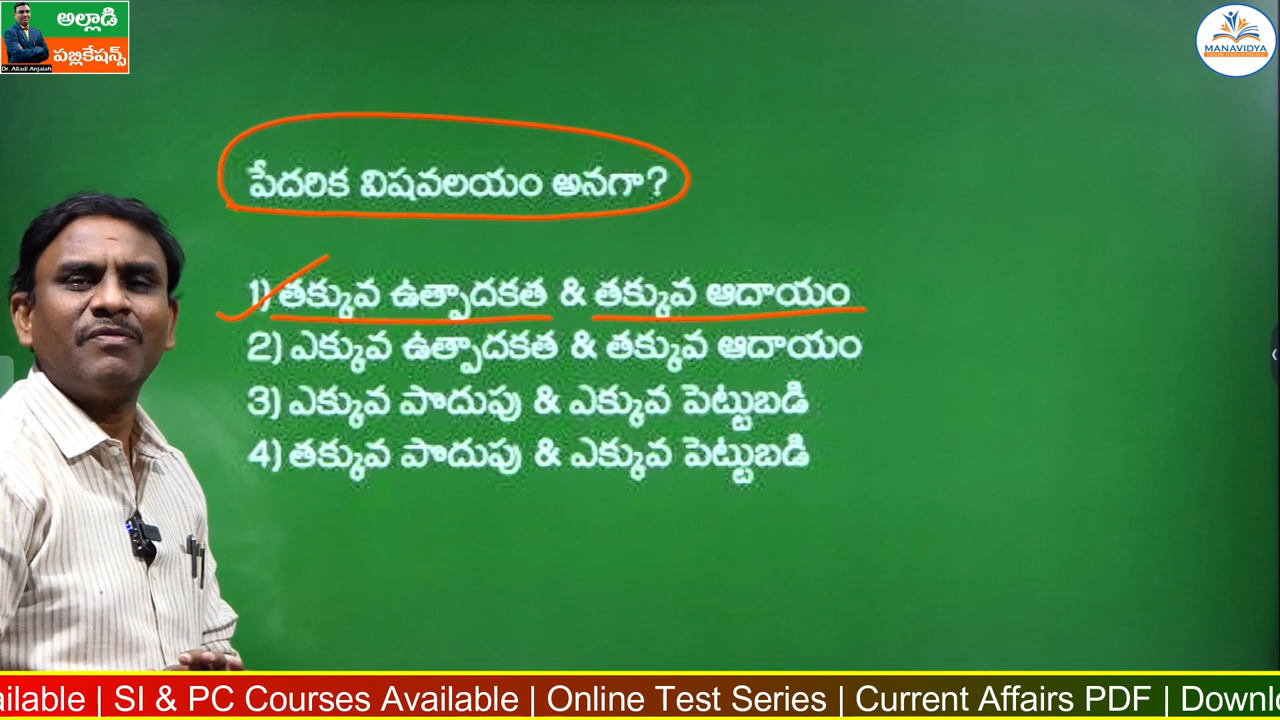 అల్లాడి
పబ్లికేషన్స్
Dr. Alladi Anjaiah
MANAVIDYA
పేదరిక విషవలయం అనగా?
1) తక్కువ ఉత్పాదకత & తక్కువ ఆదాయం
2) ఎక్కువ ఉత్పాదకత & తక్కువ ఆదాయం
3) ఎక్కువ పొదుపు & ఎక్కువ పెట్టుబడి
4) తక్కువ పొదుపు & ఎక్కువ పెట్టుబడి
ailable | SI & PC Courses Available | Online Test Series | Current Affairs PDF | Downlo